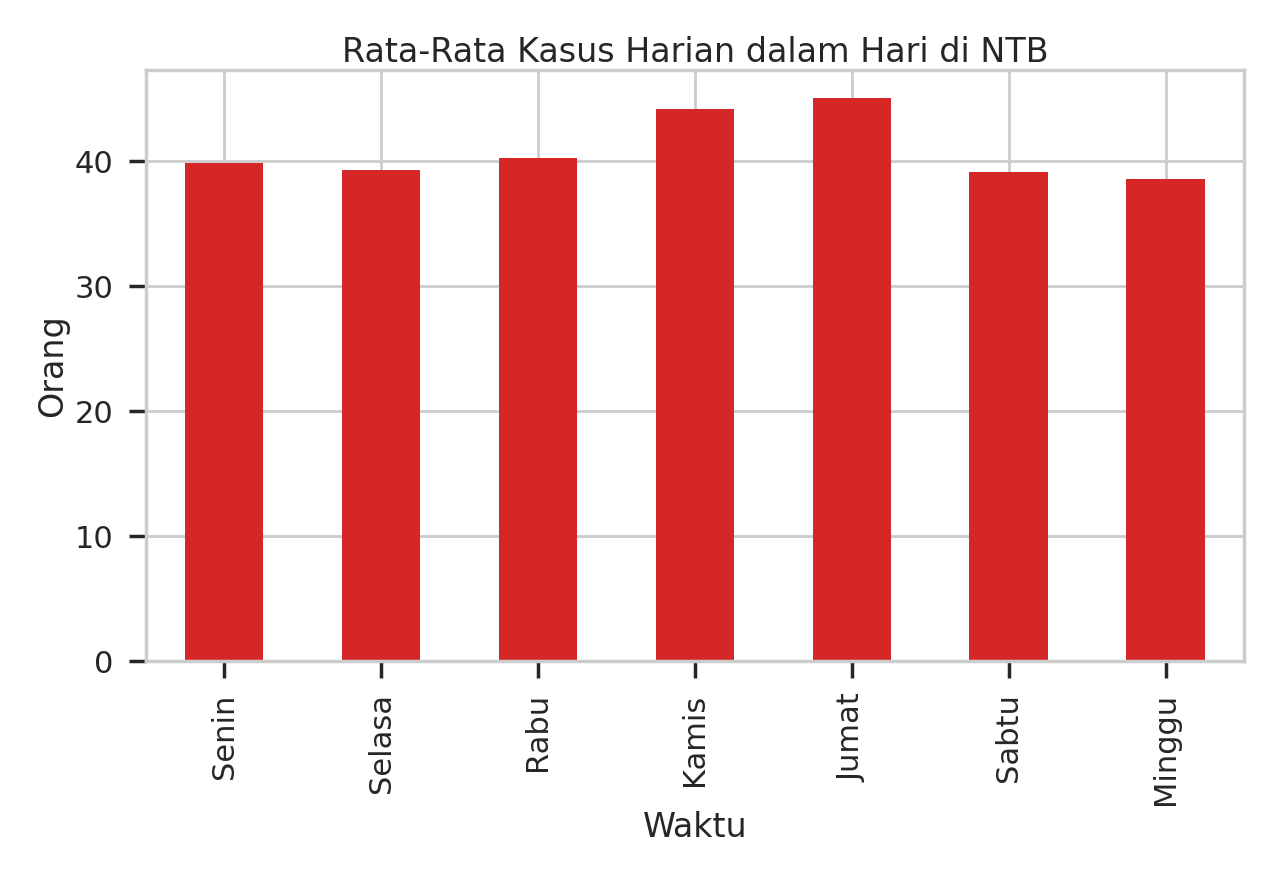 Rata-Rata Kasus Harian dalam Hari di NTB
Orang
40
30
20
10
0
Senin
Selasa
Rabu
Kamis
Jumat
Sabtu
Minggu
Waktu